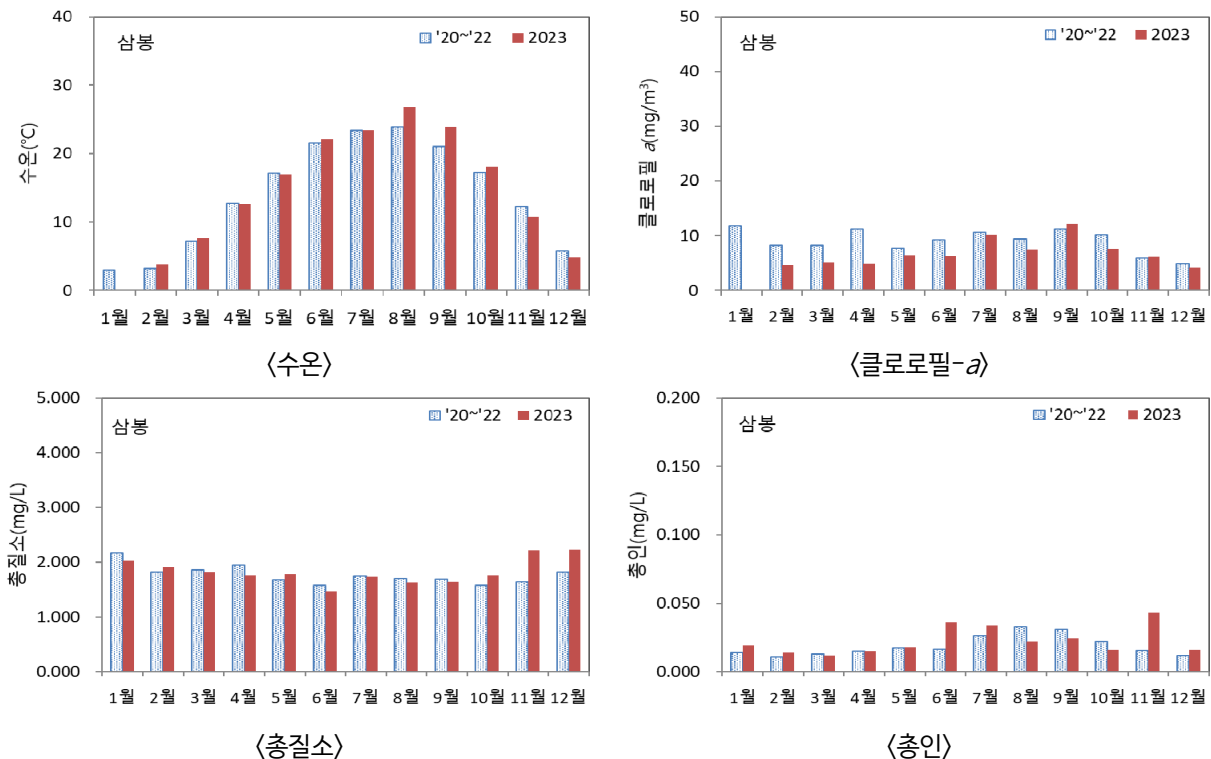 40
30
20
10
0
수온(℃)
삼봉
'20~'22
2023
1월 2월 3월 4월 5월 6월 7월 8월 9월 10월 11월 12월
〈수온〉
50
40
30
20
10
0
클로로필 a(mg/m³)
삼봉
'20~'22
2023
1월 2월 3월 4월 5월 6월 7월 8월 9월 10월 11월 12월
〈클로로필-a〉
5.000
4.000
3.000
2.000
1.000
0.000
총질소(mg/L)
삼봉
'20~'22
2023
1월 2월 3월 4월 5월 6월 7월 8월 9월 10월 11월 12월
〈총질소〉
0.200
0.150
0.100
0.050
0.000
총인(mg/L)
삼봉
'20~'22
2023
1월 2월 3월 4월 5월 6월 7월 8월 9월 10월 11월 12월
〈총인〉